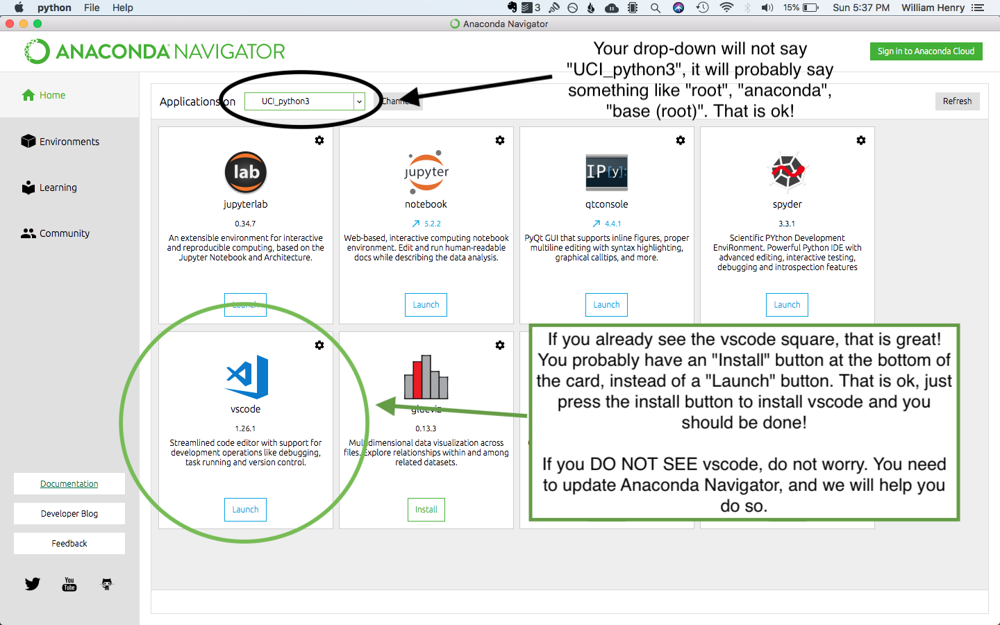 python File Help
3
15%
Sun 5:37 PM
William Henry
Anaconda Navigator
ANACONDA NAVIGATOR
Sign in to Anaconda Cloud
Your drop-down will not say
"UCI_python3", it will probably say
something like "root", "anaconda",
"base (root)". That is ok!
Home
Environments
Learning
Community
Documentation
Developer Blog
Feedback
You
Tube
Applications on
UCI_python3
Refresh
lab
jupyterlab
0.34.7
An extensible environment for interactive
and reproducible computing, based on the
Jupyter Notebook and Architecture.
Launch
jupyter
notebook
5.2.2
Web-based, interactive computing notebook
environment. Edit and run human-readable
docs while describing the data analysis.
Launch
IP[y]:
qtconsole
4.4.1
PyQt GUI that supports inline figures, proper
multiline editing with syntax highlighting,
graphical calltips, and more.
Launch
spyder
3.3.1
Scientific PYthon Development
EnviRonment. Powerful Python IDE with
advanced editing, interactive testing,
debugging and introspection features
Launch
vscode
1.26.1
Streamlined code editor with support for
development operations like debugging,
task running and version control.
Launch
glueviz
0.13.3
Multidimensional data visualization across
files. Explore relationships within and among
related datasets.
Install
If you already see the vscode square, that is great!
You probably have an "Install" button at the bottom of
the card, instead of a "Launch" button. That is ok, just
press the install button to install vscode and you
should be done!
If you DO NOT SEE vscode, do not worry. You need
to update Anaconda Navigator, and we will help you
do so.